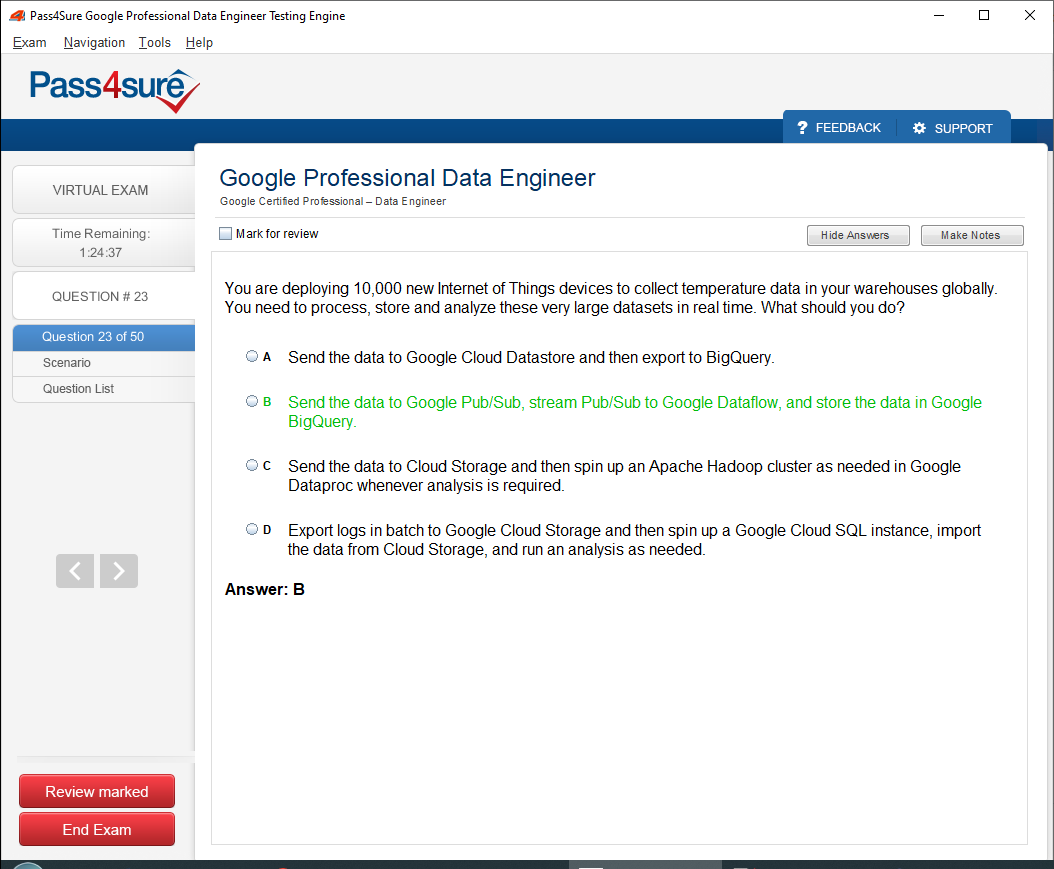 Pass4Sure Google Professional Data Engineer Testing Engine
Exam Navigation Tools Help
Pass4sure
? FEEDBACK SUPPORT
VIRTUAL EXAM
Time Remaining:
1:24:37
QUESTION # 23
Question 23 of 50
Scenario
Question List
Review marked
End Exam
Google Professional Data Engineer
Google Certified Professional – Data Engineer
Mark for review
Hide Answers
Make Notes
You are deploying 10,000 new Internet of Things devices to collect temperature data in your warehouses globally.
You need to process, store and analyze these very large datasets in real time. What should you do?
A Send the data to Google Cloud Datastore and then export to BigQuery.
B Send the data to Google Pub/Sub, stream Pub/Sub to Google Dataflow, and store the data in Google
BigQuery.
C Send the data to Cloud Storage and then spin up an Apache Hadoop cluster as needed in Google
Dataproc whenever analysis is required.
D Export logs in batch to Google Cloud Storage and then spin up a Google Cloud SQL instance, import
the data from Cloud Storage, and run an analysis as needed.
Answer: B